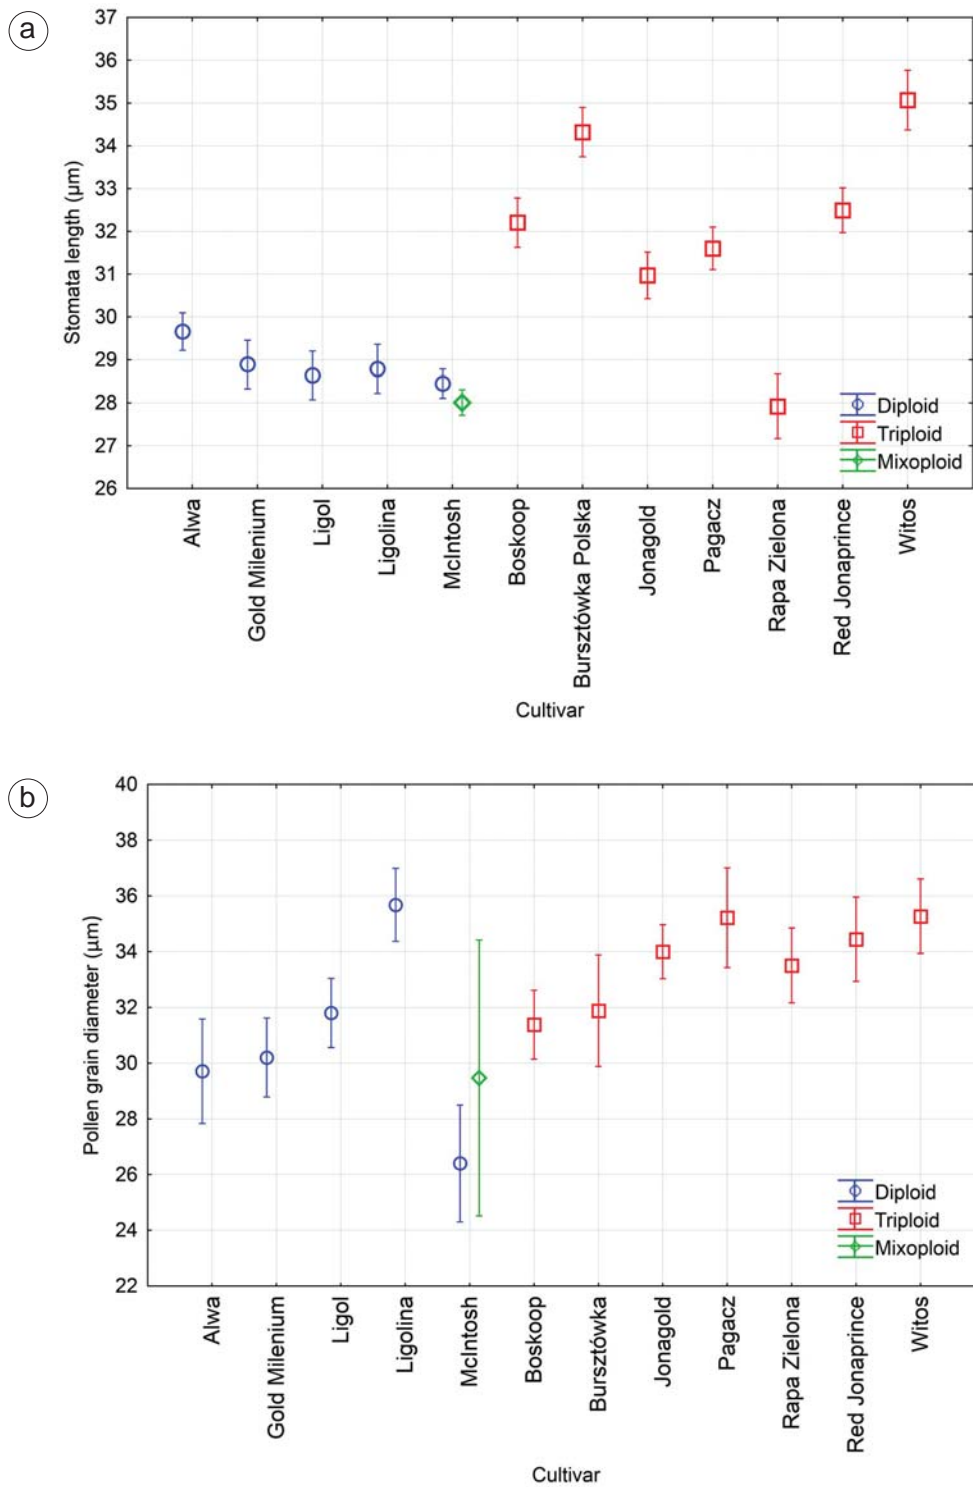 a
37
36
35
34
33
32
31
30
29
28
27
26
Stomata length (µm)
Diploid
Triploid
Mixoploid
Alwa
Gold Milenium
Ligol
Ligolina
McIntosh
Boskoop
Bursztówka Polska
Jonagold
Pagacz
Rapa Zielona
Red Jonaprince
Witos
Cultivar
b
40
38
36
34
32
30
28
26
24
22
Pollen grain diameter (µm)
Diploid
Triploid
Mixoploid
Alwa
Gold Milenium
Ligol
Ligolina
McIntosh
Boskoop
Bursztówka
Jonagold
Pagacz
Rapa Zielona
Red Jonaprince
Witos
Cultivar